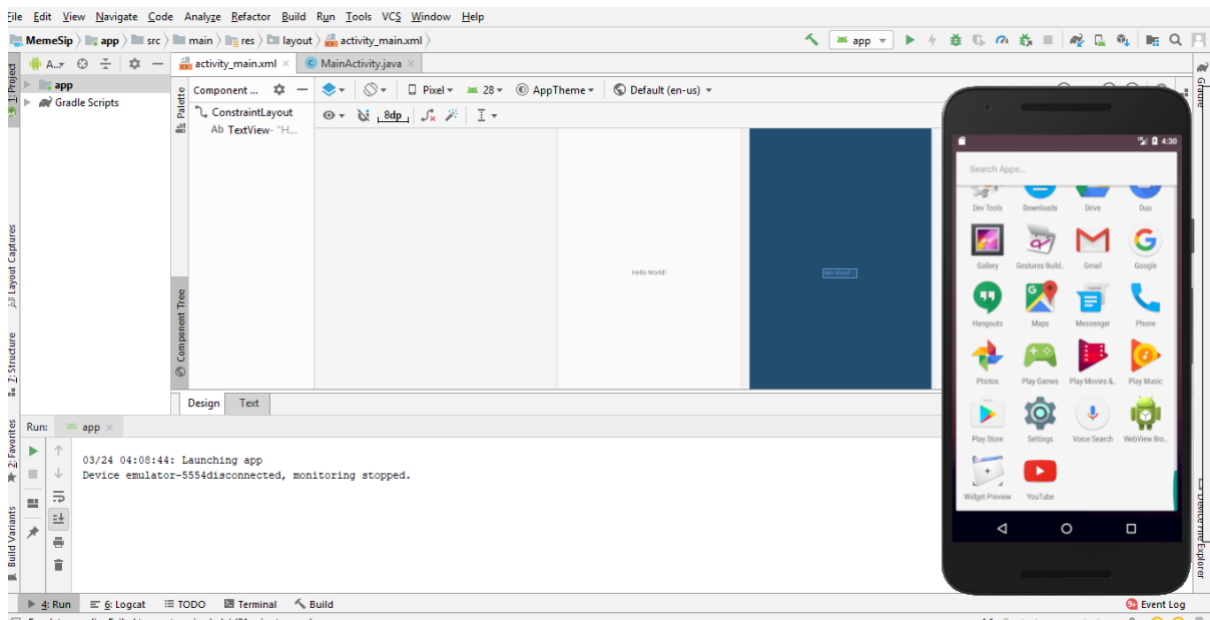 File Edit View Navigate Code Analyze Refactor Build Run Tools VCS Window Help
MemeSip app src main res layout activity_main.xml
app
A..
activity_main.xml
MainActivity.java
1: Project
app
Gradle Scripts
Palette
Component ...
Pixel 28 AppTheme Default (en-us)
Gradle
ConstraintLayout
8dp
Ab TextView- "H...
Hello World!
Component Tree
Layout Captures
Z: Structure
2: Favorites
Build Variants
Design Text
Run: app
03/24 04:08:44: Launching app
Device emulator-5554disconnected, monitoring stopped.
4: Run 6: Logcat TODO Terminal Build
Event Log
Device File Explorer
4:30
Search Apps...
Dev Tools Downloads Drive Duo
Gallery Gestures Build.. Gmail Google
Hangouts Maps Messenger Phone
Photos Play Games Play Movies &.. Play Music
Play Store Settings Voice Search WebView Bro..
Widget Preview YouTube